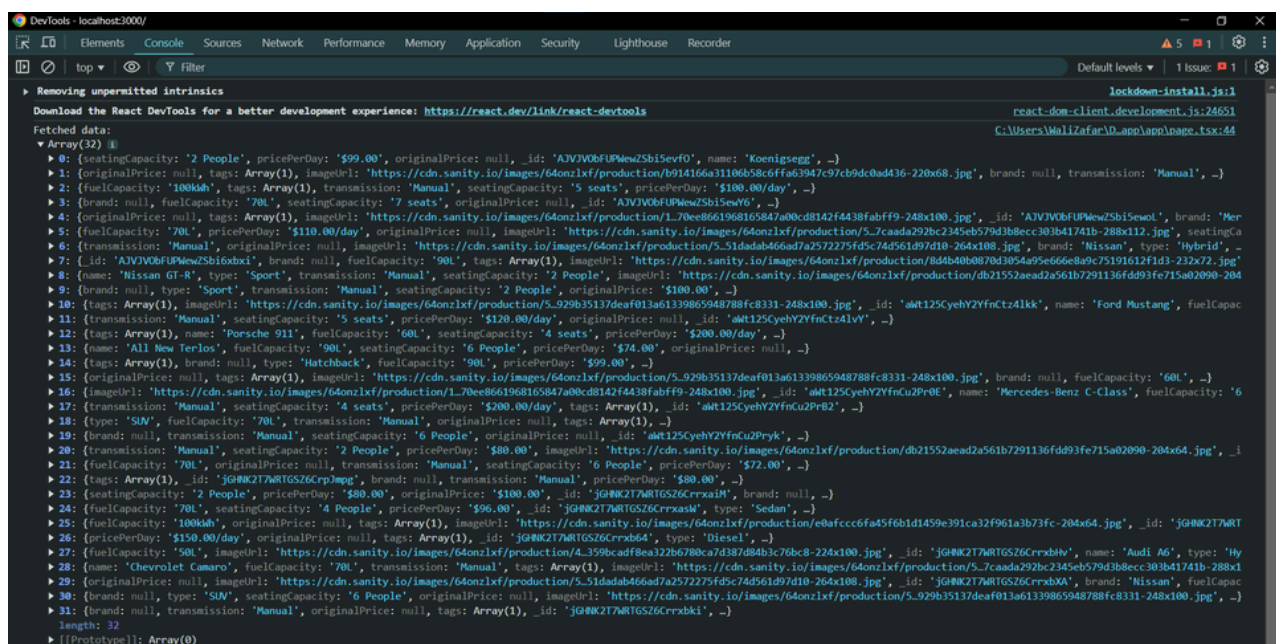 DevTools - localhost:3000/
Elements Console Sources Network Performance Memory Application Security Lighthouse Recorder 5 1
top Filter Default levels 1 Issue: 1
Removing unpermitted intrinsics lockdown-install.js:1
Download the React DevTools for a better development experience: https://react.dev/link/react-devtools react-dom-client.development.js:24651
Fetched data: C:\Users\WaliZafar\D…app\app\page.tsx:44
Array(32)
0: {seatingCapacity: '2 People', pricePerDay: '$99.00', originalPrice: null, _id: 'AJVJVObFUPWewZSbi5evfO', name: 'Koenigsegg', …}
1: {originalPrice: null, tags: Array(1), imageUrl: 'https://cdn.sanity.io/images/64onzlxf/production/b914166a31106b58c6ffa63947c97cb9dc0ad436-220x68.jpg', brand: null, transmission: 'Manual', …}
2: {fuelCapacity: '100kWh', tags: Array(1), transmission: 'Manual', seatingCapacity: '5 seats', pricePerDay: '$100.00/day', …}
3: {brand: null, fuelCapacity: '70L', seatingCapacity: '7 seats', originalPrice: null, _id: 'AJVJVObFUPWewZSbi5ewY6', …}
4: {originalPrice: null, tags: Array(1), imageUrl: 'https://cdn.sanity.io/images/64onzlxf/production/1…70ee8661968165847a00cd8142f4438fabff9-248x100.jpg', _id: 'AJVJVObFUPWewZSbi5ewoL', brand: 'Mer
5: {fuelCapacity: '70L', pricePerDay: '$110.00/day', originalPrice: null, imageUrl: 'https://cdn.sanity.io/images/64onzlxf/production/5…7caada292bc2345eb579d3b8ecc303b41741b-288x112.jpg', seatingCa
6: {transmission: 'Manual', originalPrice: null, imageUrl: 'https://cdn.sanity.io/images/64onzlxf/production/5…51dadab466ad7a2572275fd5c74d561d97d10-264x108.jpg', brand: 'Nissan', type: 'Hybrid', …
7: {_id: 'AJVJVObFUPWewZSbi6xbxi', brand: null, fuelCapacity: '90L', tags: Array(1), imageUrl: 'https://cdn.sanity.io/images/64onzlxf/production/8d4b40b0870d3054a95e666e8a9c75191612f1d3-232x72.jpg'
8: {name: 'Nissan GT-R', type: 'Sport', transmission: 'Manual', seatingCapacity: '2 People', imageUrl: 'https://cdn.sanity.io/images/64onzlxf/production/db21552aead2a561b7291136fdd93fe715a02090-204
9: {brand: null, type: 'Sport', transmission: 'Manual', seatingCapacity: '2 People', originalPrice: '$100.00', …}
10: {tags: Array(1), imageUrl: 'https://cdn.sanity.io/images/64onzlxf/production/5…929b35137deaf013a61339865948788fc8331-248x100.jpg', _id: 'aWt125CyehY2YfnCtz4lkk', name: 'Ford Mustang', fuelCapac
11: {transmission: 'Manual', seatingCapacity: '5 seats', pricePerDay: '$120.00/day', originalPrice: null, _id: 'aWt125CyehY2YfnCtz4lvY', …}
12: {tags: Array(1), name: 'Porsche 911', fuelCapacity: '60L', seatingCapacity: '4 seats', pricePerDay: '$200.00/day', …}
13: {name: 'All New Terlos', fuelCapacity: '90L', seatingCapacity: '6 People', pricePerDay: '$74.00', originalPrice: null, …}
14: {tags: Array(1), brand: null, type: 'Hatchback', fuelCapacity: '90L', pricePerDay: '$99.00', …}
15: {originalPrice: null, tags: Array(1), imageUrl: 'https://cdn.sanity.io/images/64onzlxf/production/5…929b35137deaf013a61339865948788fc8331-248x100.jpg', brand: null, fuelCapacity: '60L', …}
16: {imageUrl: 'https://cdn.sanity.io/images/64onzlxf/production/1…70ee8661968165847a00cd8142f4438fabff9-248x100.jpg', _id: 'aWt125CyehY2YfnCu2Pr0E', name: 'Mercedes-Benz C-Class', fuelCapacity: '6
17: {transmission: 'Manual', seatingCapacity: '4 seats', pricePerDay: '$200.00/day', tags: Array(1), _id: 'aWt125CyehY2YfnCu2PrB2', …}
18: {type: 'SUV', fuelCapacity: '70L', transmission: 'Manual', originalPrice: null, tags: Array(1), …}
19: {brand: null, transmission: 'Manual', seatingCapacity: '6 People', originalPrice: null, _id: 'aWt125CyehY2YfnCu2Pryk', …}
20: {transmission: 'Manual', seatingCapacity: '2 People', pricePerDay: '$80.00', imageUrl: 'https://cdn.sanity.io/images/64onzlxf/production/db21552aead2a561b7291136fdd93fe715a02090-204x64.jpg', _i
21: {fuelCapacity: '70L', originalPrice: null, transmission: 'Manual', seatingCapacity: '6 People', pricePerDay: '$72.00', …}
22: {tags: Array(1), _id: 'jGHNK2T7WRTGSZ6CrpJmpg', brand: null, transmission: 'Manual', pricePerDay: '$80.00', …}
23: {seatingCapacity: '2 People', pricePerDay: '$80.00', originalPrice: '$100.00', _id: 'jGHNK2T7WRTGSZ6CrrxaiM', brand: null, …}
24: {fuelCapacity: '70L', seatingCapacity: '4 People', pricePerDay: '$96.00', _id: 'jGHNK2T7WRTGSZ6CrrxasW', type: 'Sedan', …}
25: {fuelCapacity: '100kWh', originalPrice: null, tags: Array(1), imageUrl: 'https://cdn.sanity.io/images/64onzlxf/production/e0afccc6fa45f6b1d1459e391ca32f961a3b73fc-204x64.jpg', _id: 'jGHNK2T7WRT
26: {pricePerDay: '$150.00/day', originalPrice: null, tags: Array(1), _id: 'jGHNK2T7WRTGSZ6Crrxb64', type: 'Diesel', …}
27: {fuelCapacity: '50L', imageUrl: 'https://cdn.sanity.io/images/64onzlxf/production/4…359bcadf8ea322b6780ca7d387d84b3c76bc8-224x100.jpg', _id: 'jGHNK2T7WRTGSZ6CrrxbHv', name: 'Audi A6', type: 'Hy
28: {name: 'Chevrolet Camaro', fuelCapacity: '70L', transmission: 'Manual', tags: Array(1), imageUrl: 'https://cdn.sanity.io/images/64onzlxf/production/5…7caada292bc2345eb579d3b8ecc303b41741b-288x1
29: {originalPrice: null, imageUrl: 'https://cdn.sanity.io/images/64onzlxf/production/5…51dadab466ad7a2572275fd5c74d561d97d10-264x108.jpg', _id: 'jGHNK2T7WRTGSZ6CrrxbXA', brand: 'Nissan', fuelCapac
30: {brand: null, type: 'SUV', seatingCapacity: '6 People', originalPrice: null, imageUrl: 'https://cdn.sanity.io/images/64onzlxf/production/5…929b35137deaf013a61339865948788fc8331-248x100.jpg', …}
31: {brand: null, transmission: 'Manual', originalPrice: null, tags: Array(1), _id: 'jGHNK2T7WRTGSZ6Crrxbki', …}
length: 32
[[Prototype]]: Array(0)